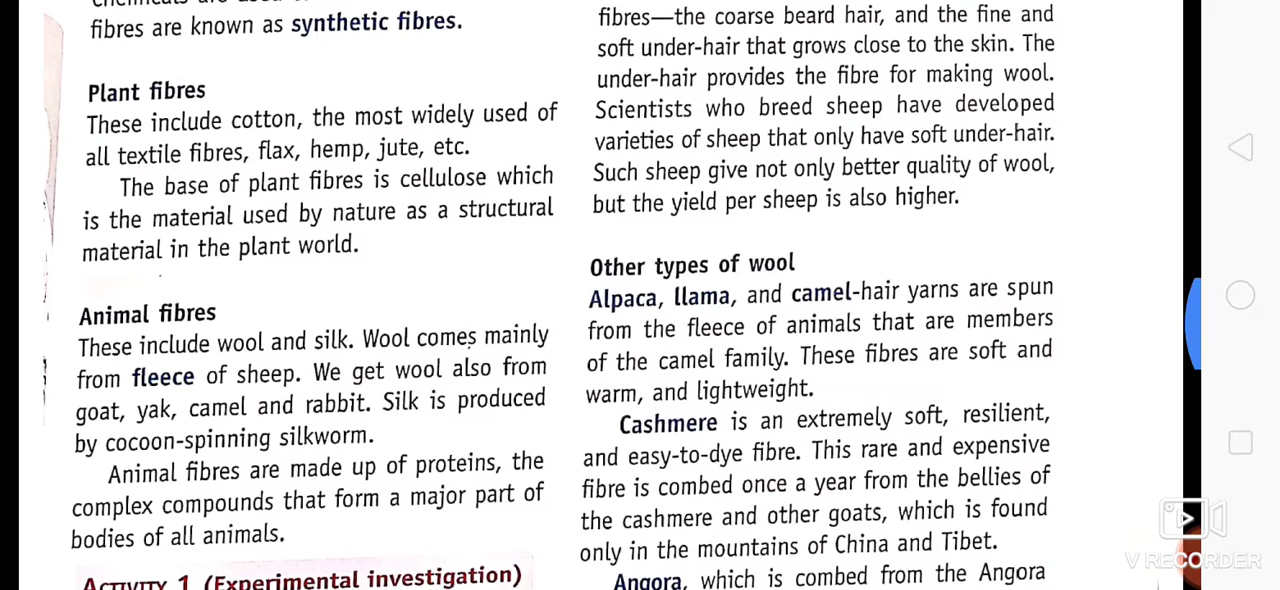 fibres are known as synthetic fibres.
Plant fibres
These include cotton, the most widely used of
all textile fibres, flax, hemp, jute, etc.
The base of plant fibres is cellulose which
is the material used by nature as a structural
material in the plant world.
Animal fibres
These include wool and silk. Wool comes mainly
from fleece of sheep. We get wool also from
goat, yak, camel and rabbit. Silk is produced
by cocoon-spinning silkworm.
Animal fibres are made up of proteins, the
complex compounds that form a major part of
bodies of all animals.
ACTIVITY 1 (Experimental investigation)
fibres—the coarse beard hair, and the fine and
soft under-hair that grows close to the skin. The
under-hair provides the fibre for making wool.
Scientists who breed sheep have developed
varieties of sheep that only have soft under-hair.
Such sheep give not only better quality of wool,
but the yield per sheep is also higher.
Other types of wool
Alpaca, llama, and camel-hair yarns are spun
from the fleece of animals that are members
of the camel family. These fibres are soft and
warm, and lightweight.
Cashmere is an extremely soft, resilient,
and easy-to-dye fibre. This rare and expensive
fibre is combed once a year from the bellies of
the cashmere and other goats, which is found
only in the mountains of China and Tibet.
Angora, which is combed from the Angora
V RECORDER